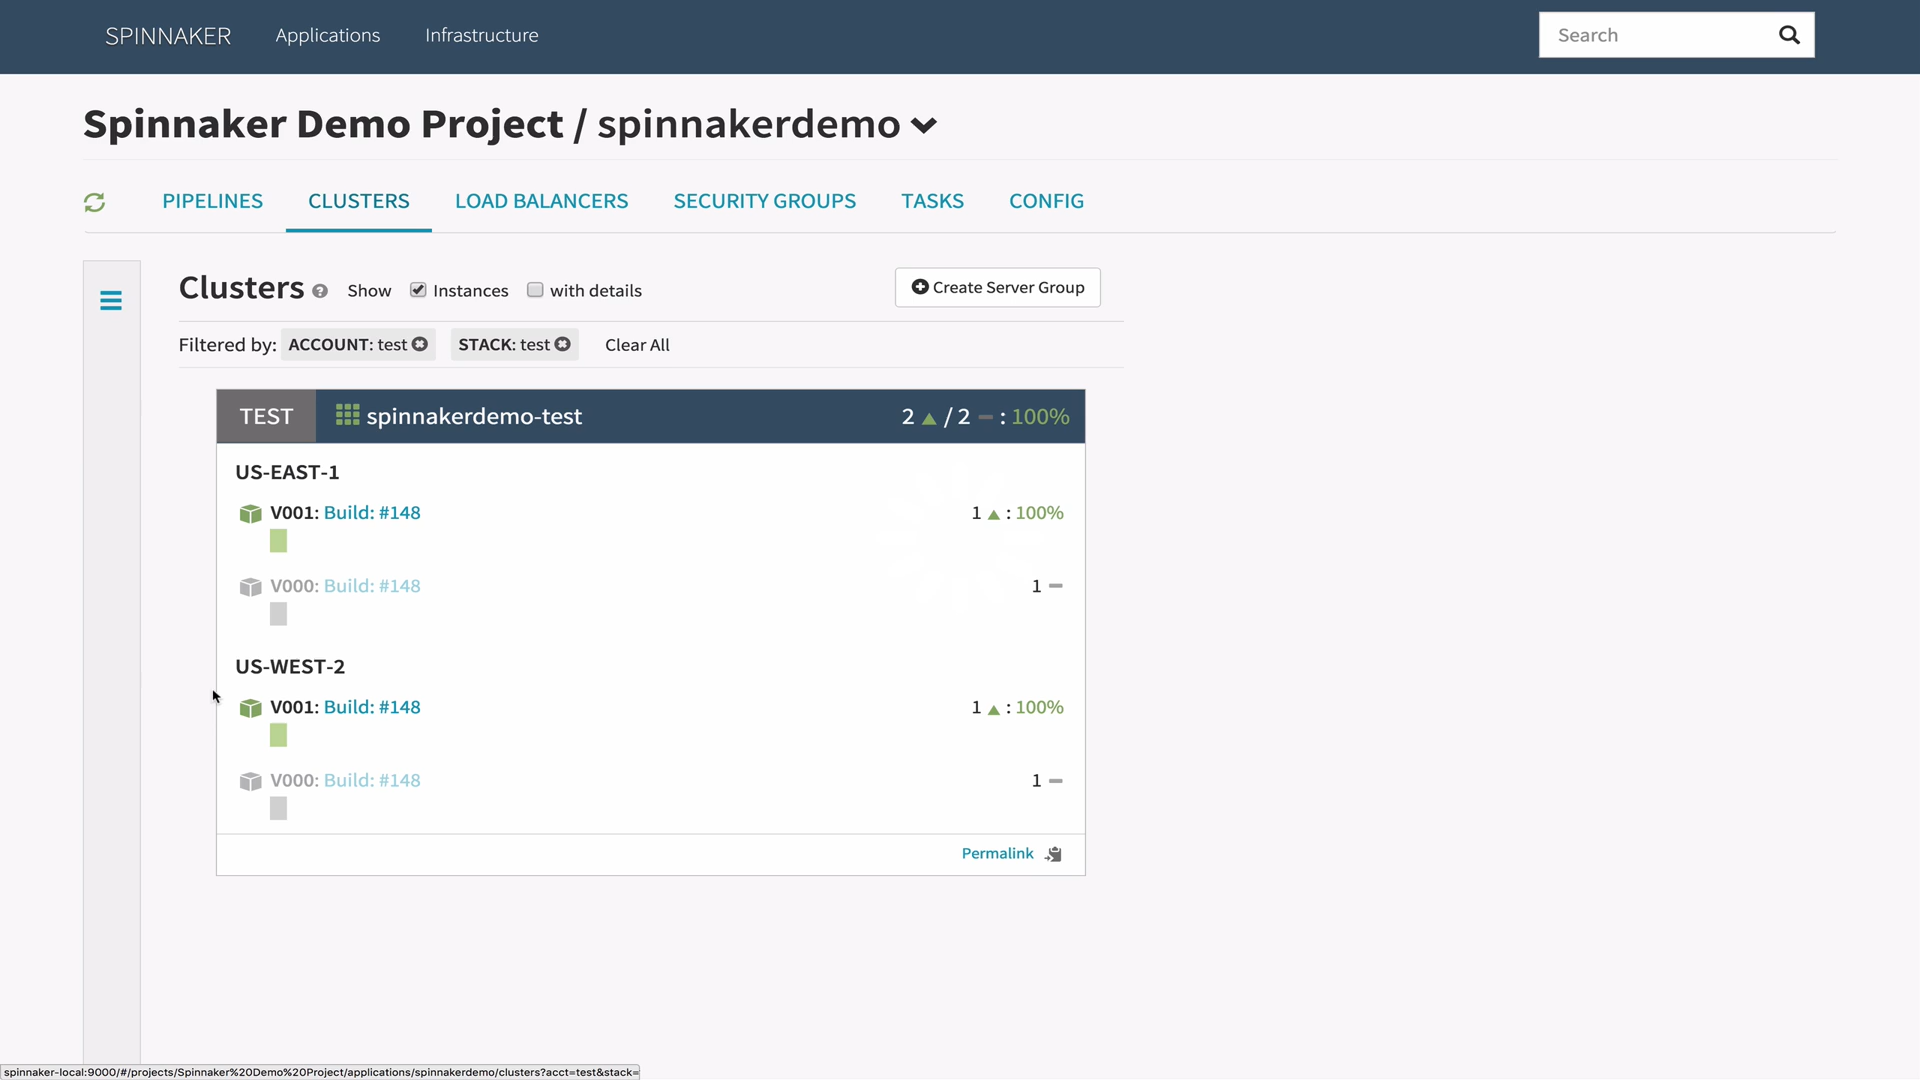 SPINNAKER Applications Infrastructure Search
Spinnaker Demo Project / spinnakerdemo
PIPELINES CLUSTERS LOAD BALANCERS SECURITY GROUPS TASKS CONFIG
Clusters ? Show Instances with details Create Server Group
Filtered by: ACCOUNT: test STACK: test Clear All
TEST spinnakerdemo-test 2 ▲ / 2 − : 100%
US-EAST-1
V001: Build: #148 1 ▲ : 100%
V000: Build: #148 1 −
US-WEST-2
V001: Build: #148 1 ▲ : 100%
V000: Build: #148 1 −
Permalink
spinnaker-local:9000/#/projects/Spinnaker%20Demo%20Project/applications/spinnakerdemo/clusters?acct=test&stack=